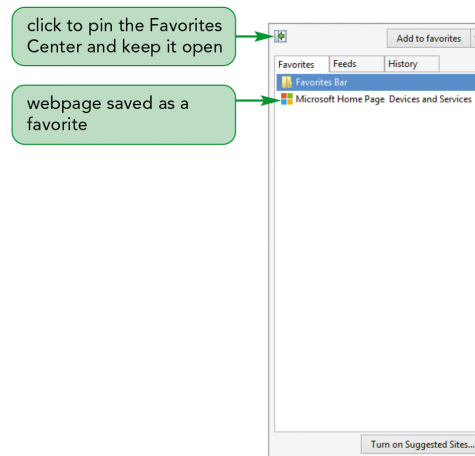 click to pin the Favorites
Center and keep it open
Add to favorites
Favorites Feeds History
Favorites Bar
webpage saved as a
favorite
Microsoft Home Page Devices and Services
Turn on Suggested Sites...